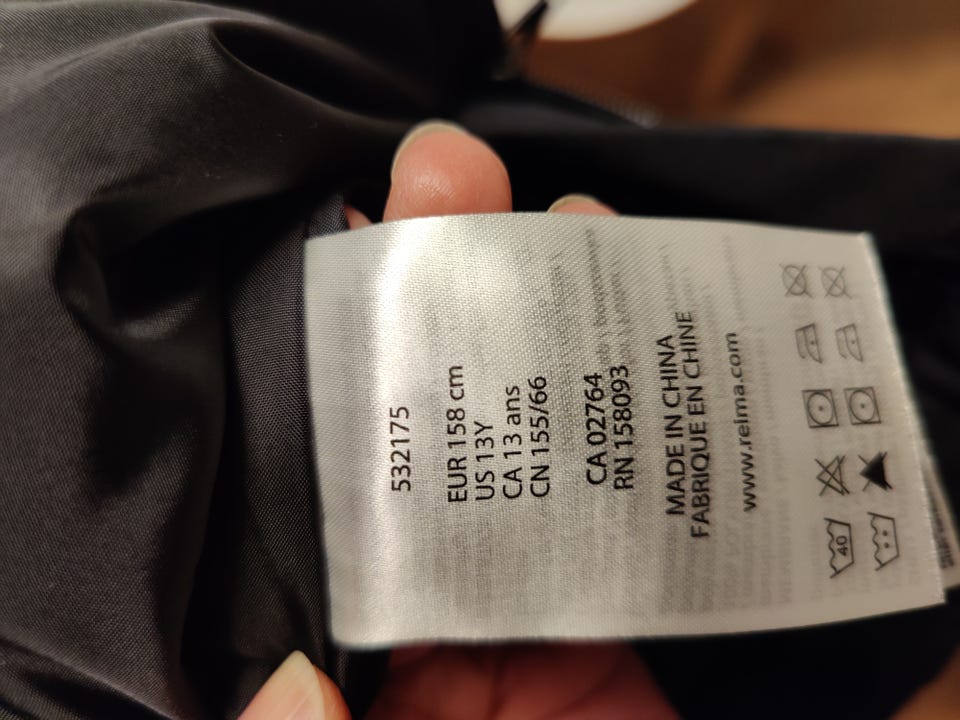 532175
EUR 158 cm
US 13Y
CA 13 ans
CN 155/66
CA 02764
RN 158093
MADE IN CHINA
FABRIQUE EN CHINE
www.reima.com
40